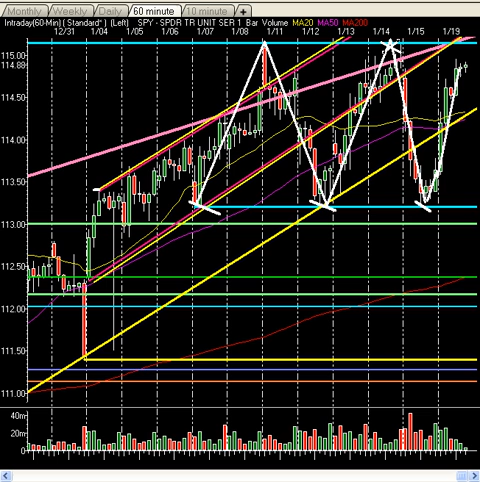 Monthly Weekly Daily 60 minute 10 minute +
Intraday(60-Min) ( Standard* ) (Left) SPY - SPDR TR UNIT SER 1 Bar Volume MA20 MA50 MA200
12/31 1/04 1/05 1/06 1/07 1/08 1/11 1/12 1/13 1/14 1/15 1/19
115.00
114.89
114.50
114.00
113.50
113.00
112.50
112.00
111.50
111.00
40m
20m
0